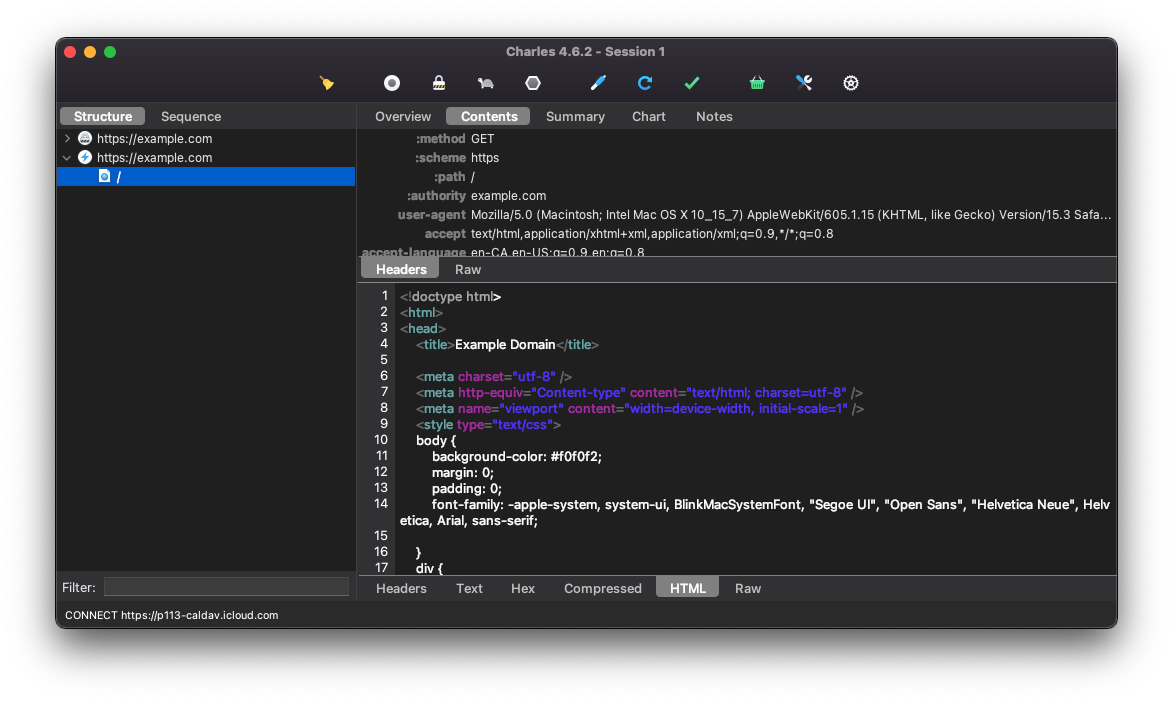 Charles 4.6.2 - Session 1
Structure Sequence
https://example.com
https://example.com
/
Filter:
CONNECT https://p113-caldav.icloud.com
Overview Contents Summary Chart Notes
:method GET
:scheme https
:path /
:authority example.com
user-agent Mozilla/5.0 (Macintosh; Intel Mac OS X 10_15_7) AppleWebKit/605.1.15 (KHTML, like Gecko) Version/15.3 Safa...
accept text/html,application/xhtml+xml,application/xml;q=0.9,*/*;q=0.8
accept-language en-CA,en-US;q=0.9,en;q=0.8
Headers Raw
1 <!doctype html>
2 <html>
3 <head>
4 <title>Example Domain</title>
5
6 <meta charset="utf-8" />
7 <meta http-equiv="Content-type" content="text/html; charset=utf-8" />
8 <meta name="viewport" content="width=device-width, initial-scale=1" />
9 <style type="text/css">
10 body {
11 background-color: #f0f0f2;
12 margin: 0;
13 padding: 0;
14 font-family: -apple-system, system-ui, BlinkMacSystemFont, "Segoe UI", "Open Sans", "Helvetica Neue", Helv
etica, Arial, sans-serif;
15
16 }
17 div {
Headers Text Hex Compressed HTML Raw